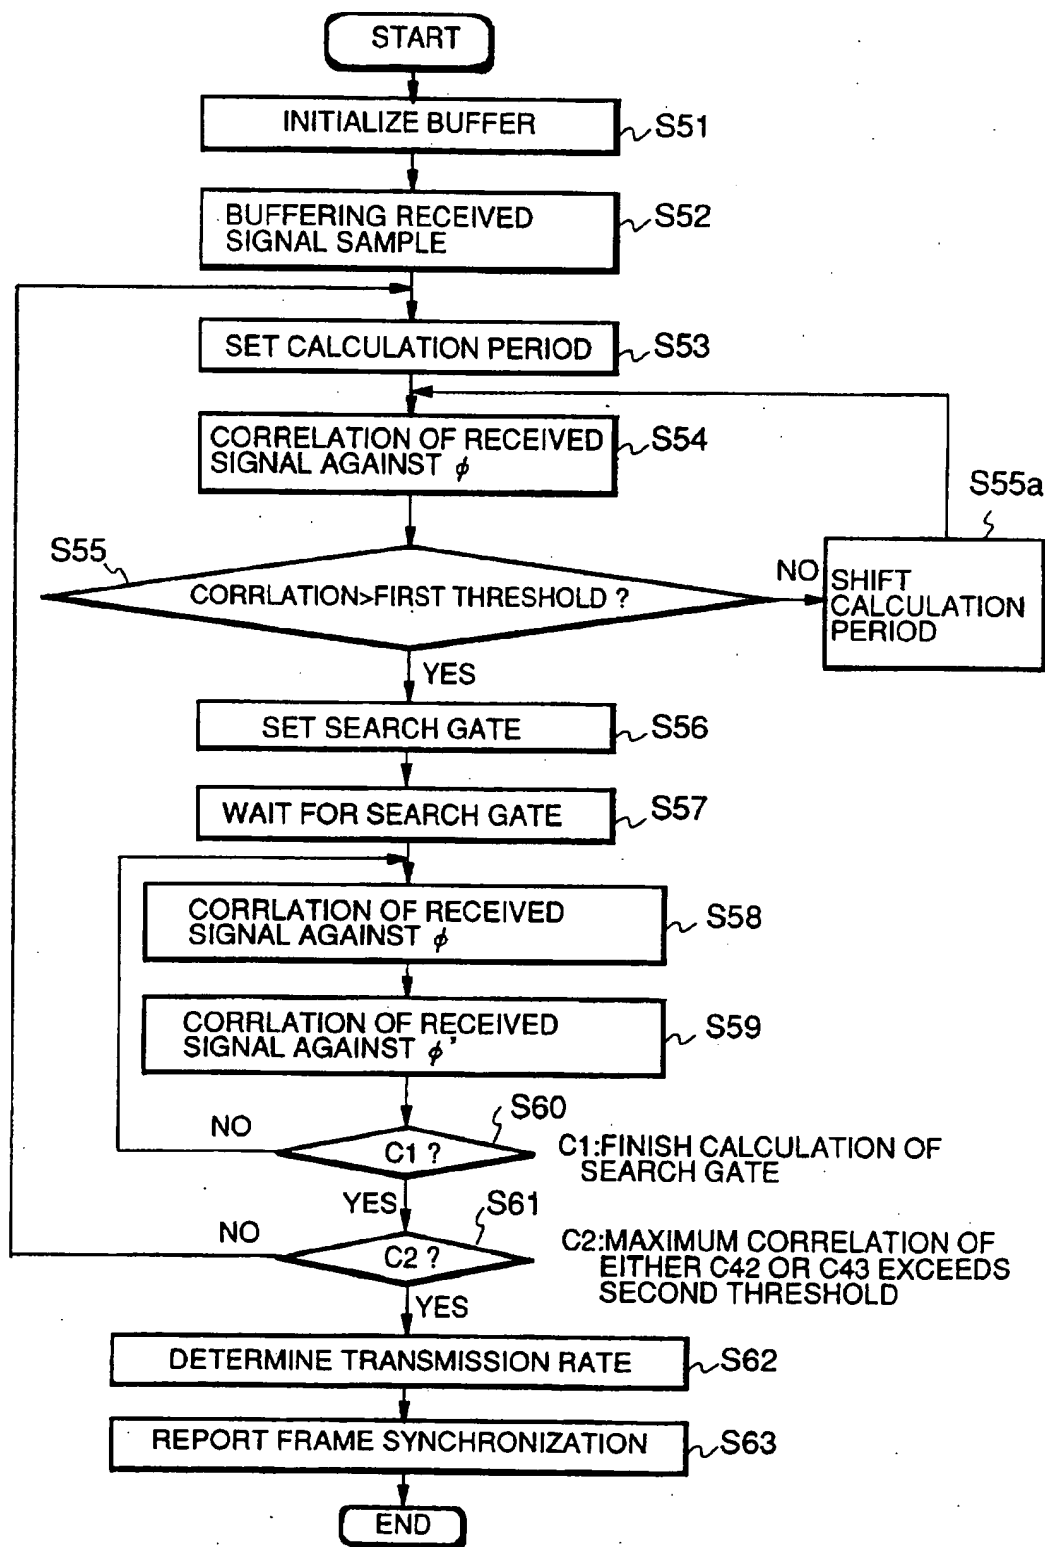 START
INITIALIZE BUFFER
S51
BUFFERING RECEIVED
SIGNAL SAMPLE
S52
SET CALCULATION PERIOD
S53
CORRELATION OF RECEIVED
SIGNAL AGAINST ϕ
S54
S55a
S55
CORRLATION>FIRST THRESHOLD ?
NO
SHIFT
CALCULATION
PERIOD
YES
SET SEARCH GATE
S56
WAIT FOR SEARCH GATE
S57
CORRLATION OF RECEIVED
SIGNAL AGAINST ϕ
S58
CORRLATION OF RECEIVED
SIGNAL AGAINST ϕ'
S59
S60
NO
C1 ?
C1:FINISH CALCULATION OF
SEARCH GATE
YES
S61
NO
C2 ?
C2:MAXIMUM CORRELATION OF
EITHER C42 OR C43 EXCEEDS
SECOND THRESHOLD
YES
DETERMINE TRANSMISSION RATE
S62
REPORT FRAME SYNCHRONIZATION
S63
END